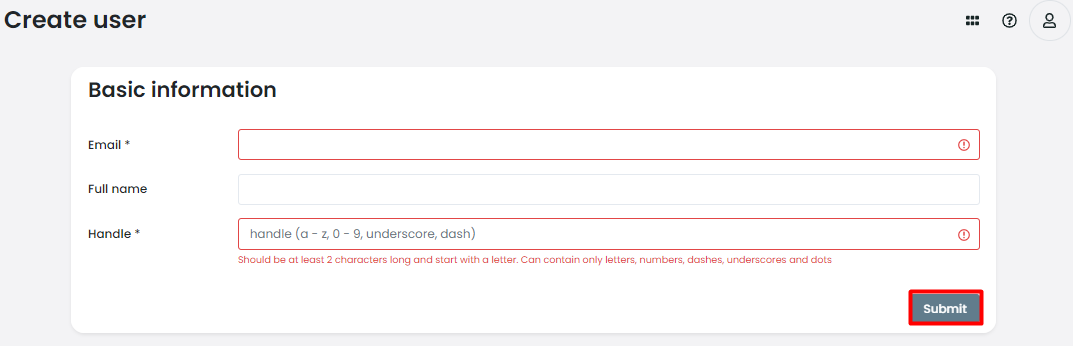 Create user
Basic information
Email *
Full name
Handle *
handle (a - z, 0 - 9, underscore, dash)
Should be at least 2 characters long and start with a letter. Can contain only letters, numbers, dashes, underscores and dots
Submit